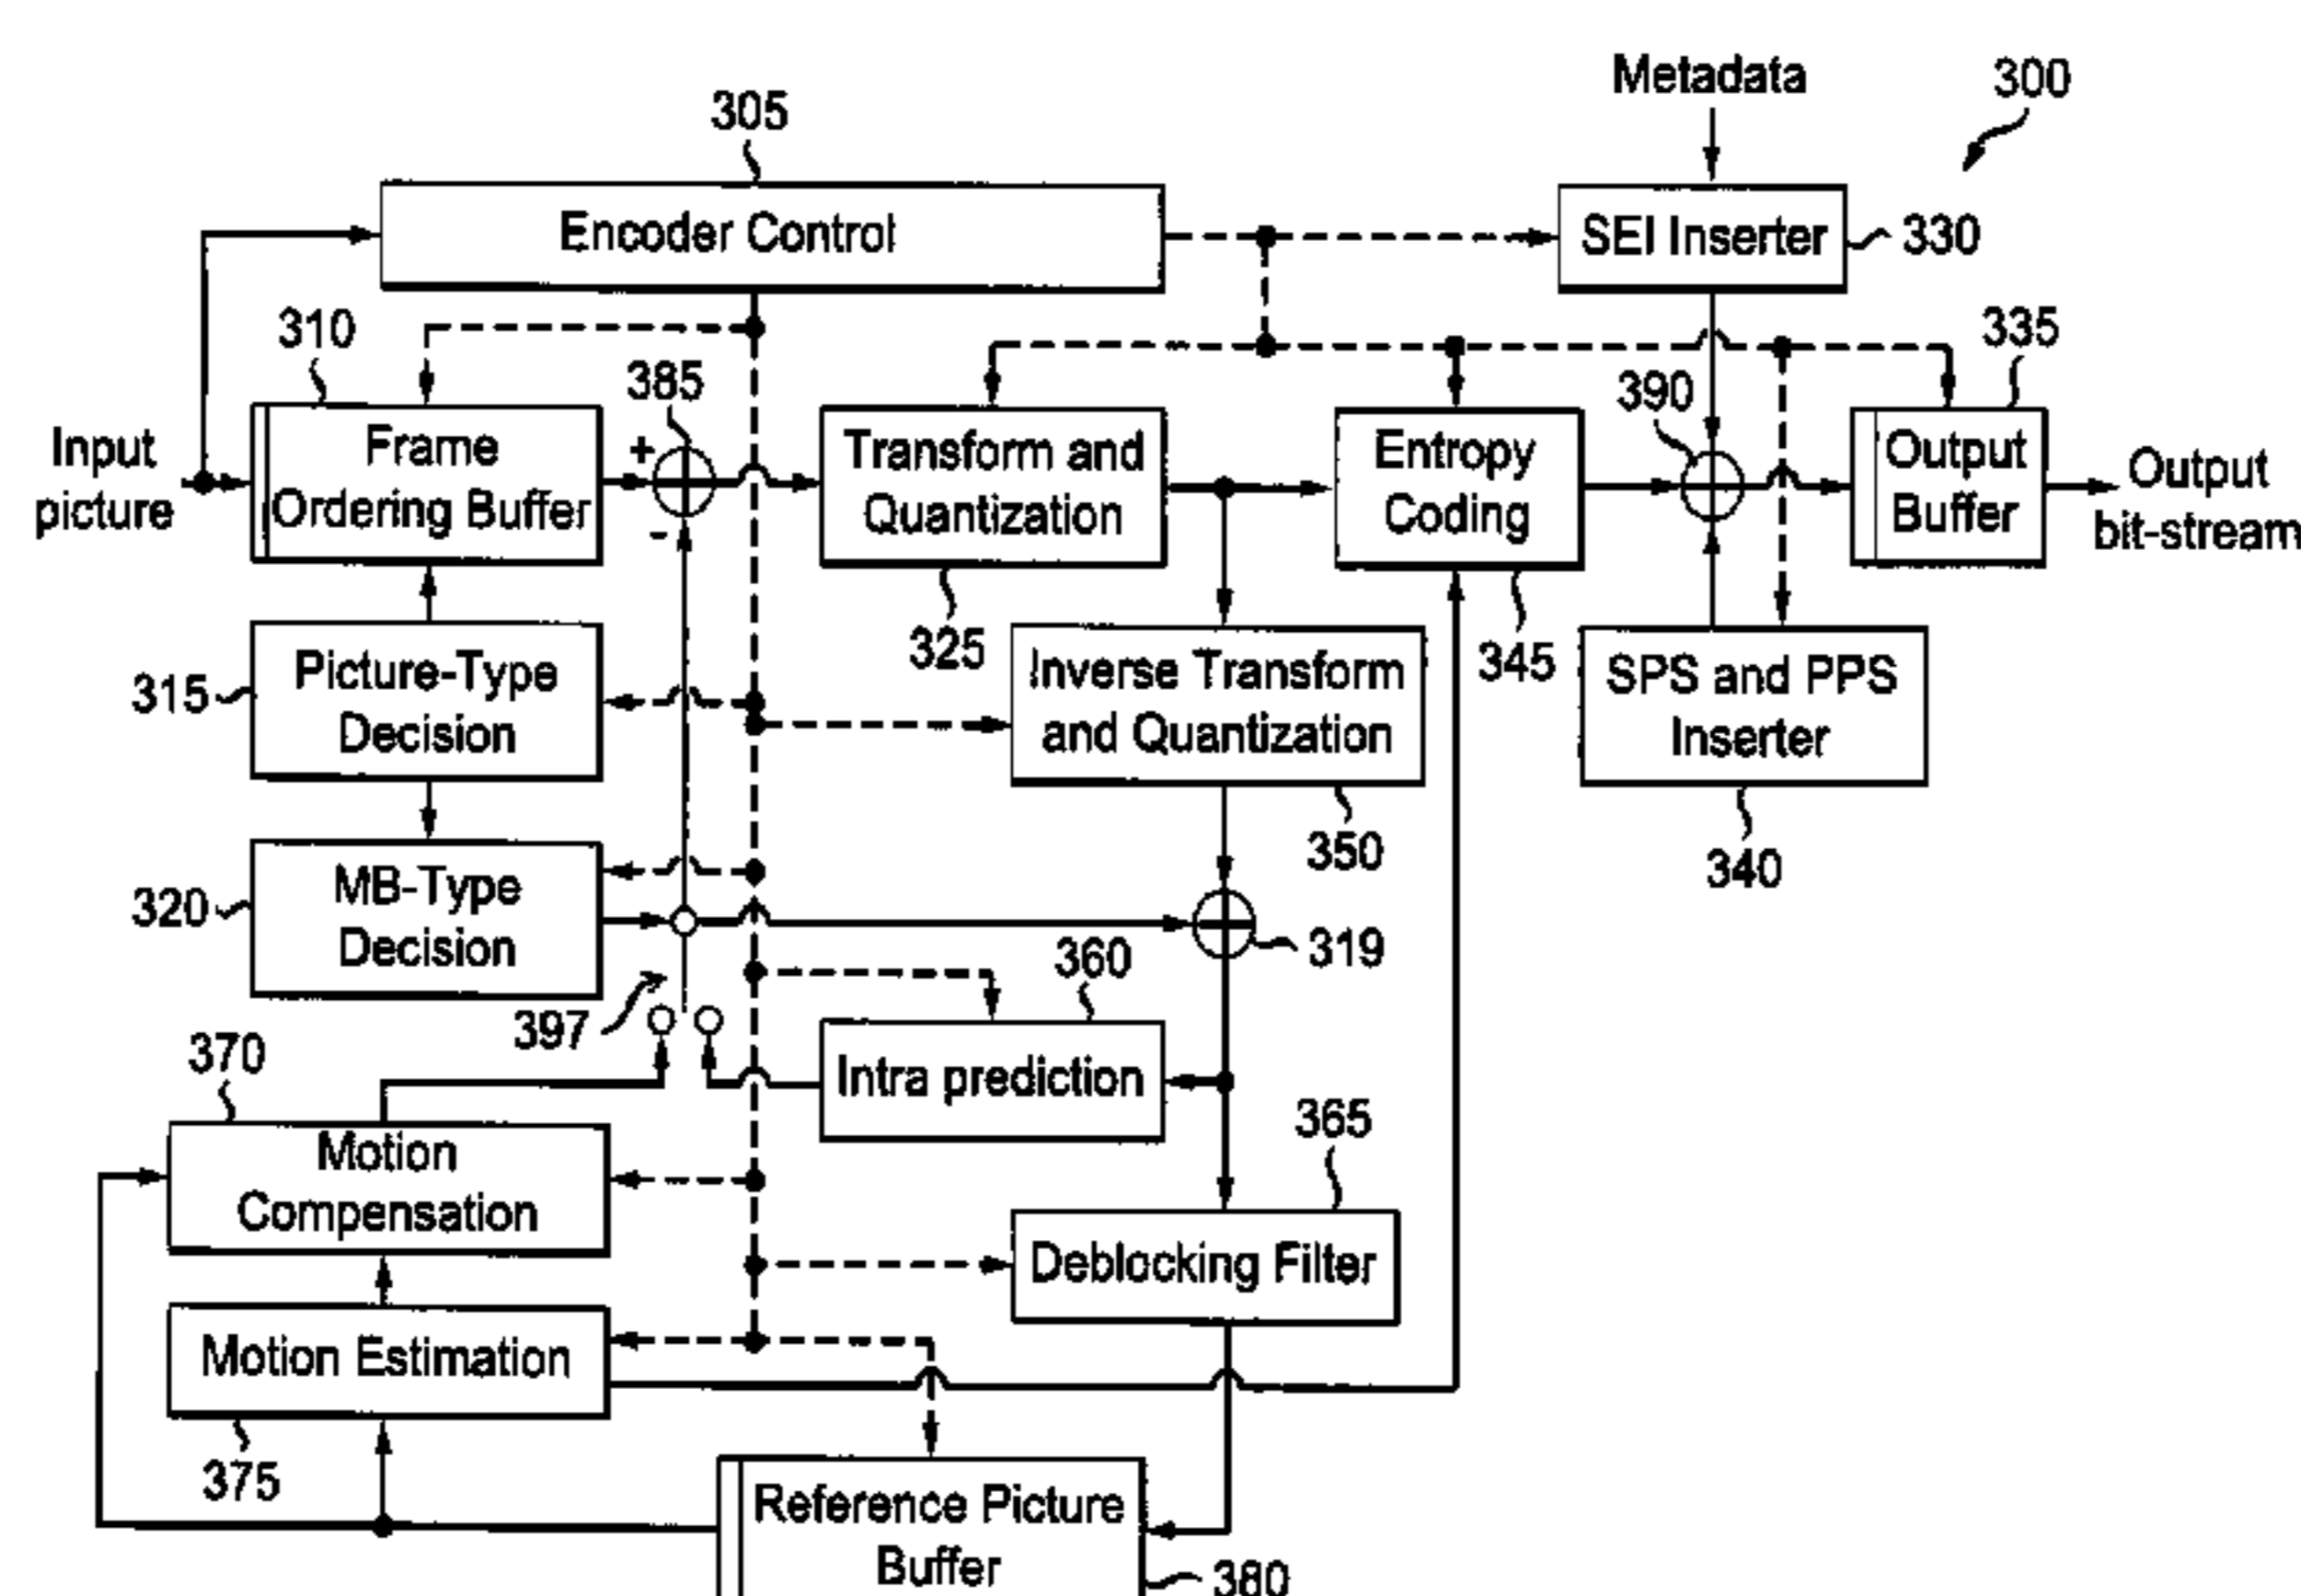 Metadata
300
305
Encoder Control
SEI Inserter
330
310
385
335
390
Input
picture
Frame
Ordering Buffer
+
-
Transform and
Quantization
Entropy
Coding
Output
Buffer
Output
bit-stream
325
345
315
Picture-Type
Decision
Inverse Transform
and Quantization
SPS and PPS
Inserter
350
340
320
MB-Type
Decision
319
360
397
370
Intra prediction
365
Motion
Compensation
Deblocking Filter
Motion Estimation
375
Reference Picture
Buffer
380